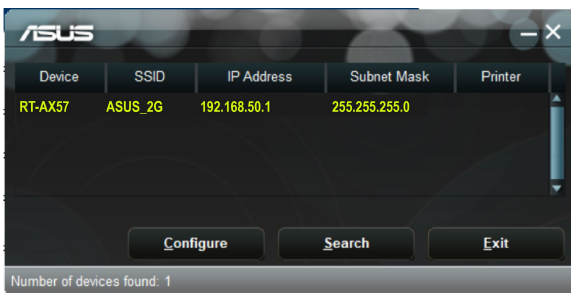 ASUS
Device SSID IP Address Subnet Mask Printer
RT-AX57 ASUS_2G 192.168.50.1 255.255.255.0
Configure Search Exit
Number of devices found: 1